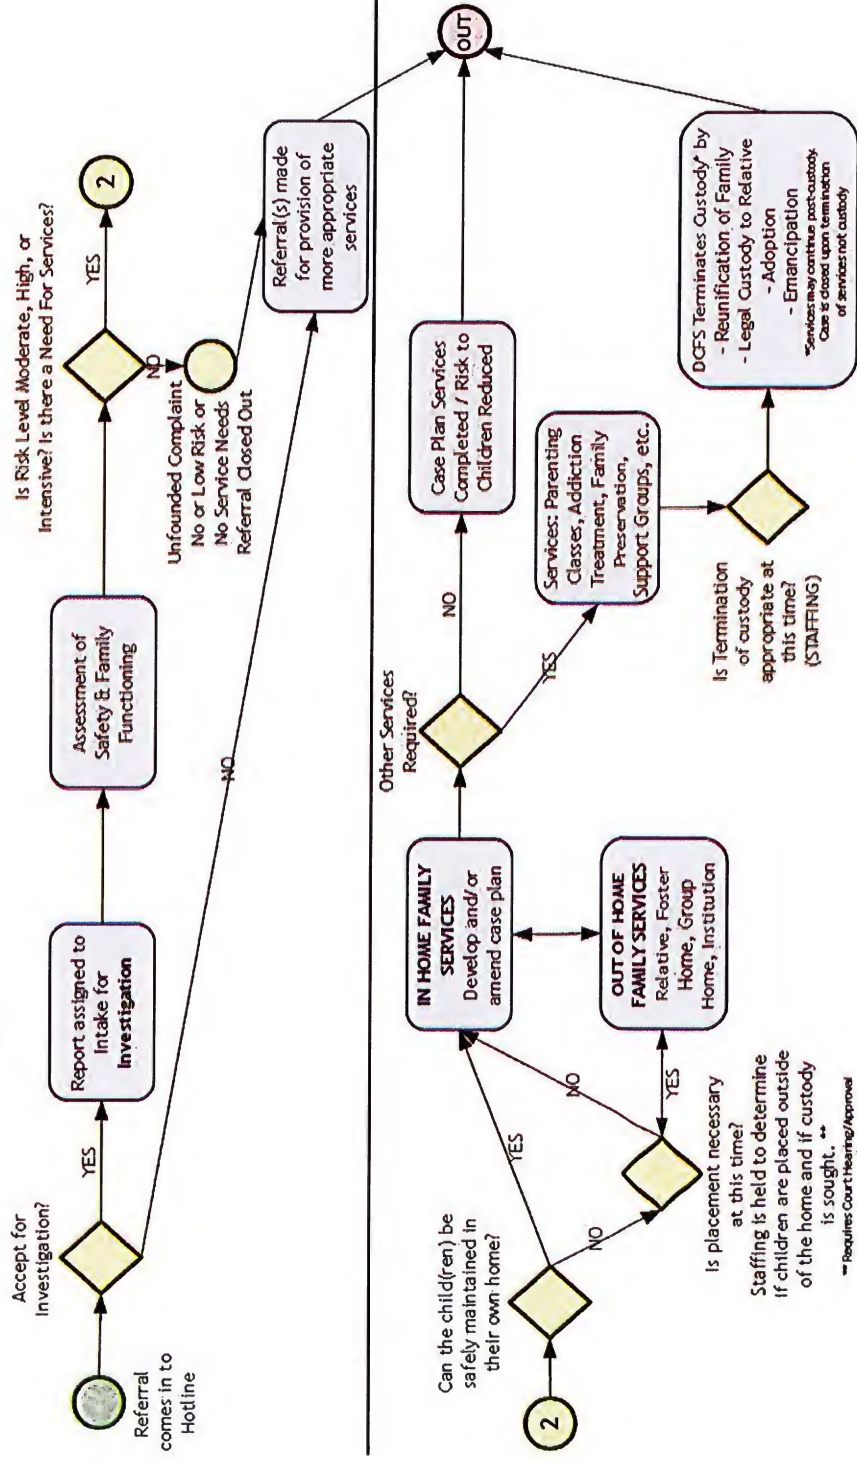 Referral
comes in to
Hotline
Accept for
Investigation?
YES
NO
Report assigned to
Intake for
Investigation
Assessment of
Safety & Family
Functioning
Is Risk Level Moderate, High, or
Intensive? Is there a Need For Services?
YES
2
NO
Unfounded Complaint
No or Low Risk or
No Service Needs
Referral Closed Out
Referral(s) made
for provision of
more appropriate
services
OUT
2
Can the child(ren) be
safely maintained in
their own home?
YES
NO
Is placement necessary
at this time?
Staffing is held to determine
if children are placed outside
of the home and if custody
is sought. **
** Requires Court Hearing/Approval
NO
YES
IN HOME FAMILY
SERVICES
Develop and/or
amend case plan
OUT OF HOME
FAMILY SERVICES
Relative, Foster
Home, Group
Home, Institution
Other Services
Required?
NO
YES
Case Plan Services
Completed / Risk to
Children Reduced
Services: Parenting
Classes, Addiction
Treatment, Family
Preservation,
Support Groups, etc.
Is Termination
of custody
appropriate at
this time?
(STAFFING)
DCFS Terminates Custody* by
- Reunification of Family
- Legal Custody to Relative
- Adoption
- Emancipation
*Services may continue post-custody.
Case is closed upon termination
of services not custody